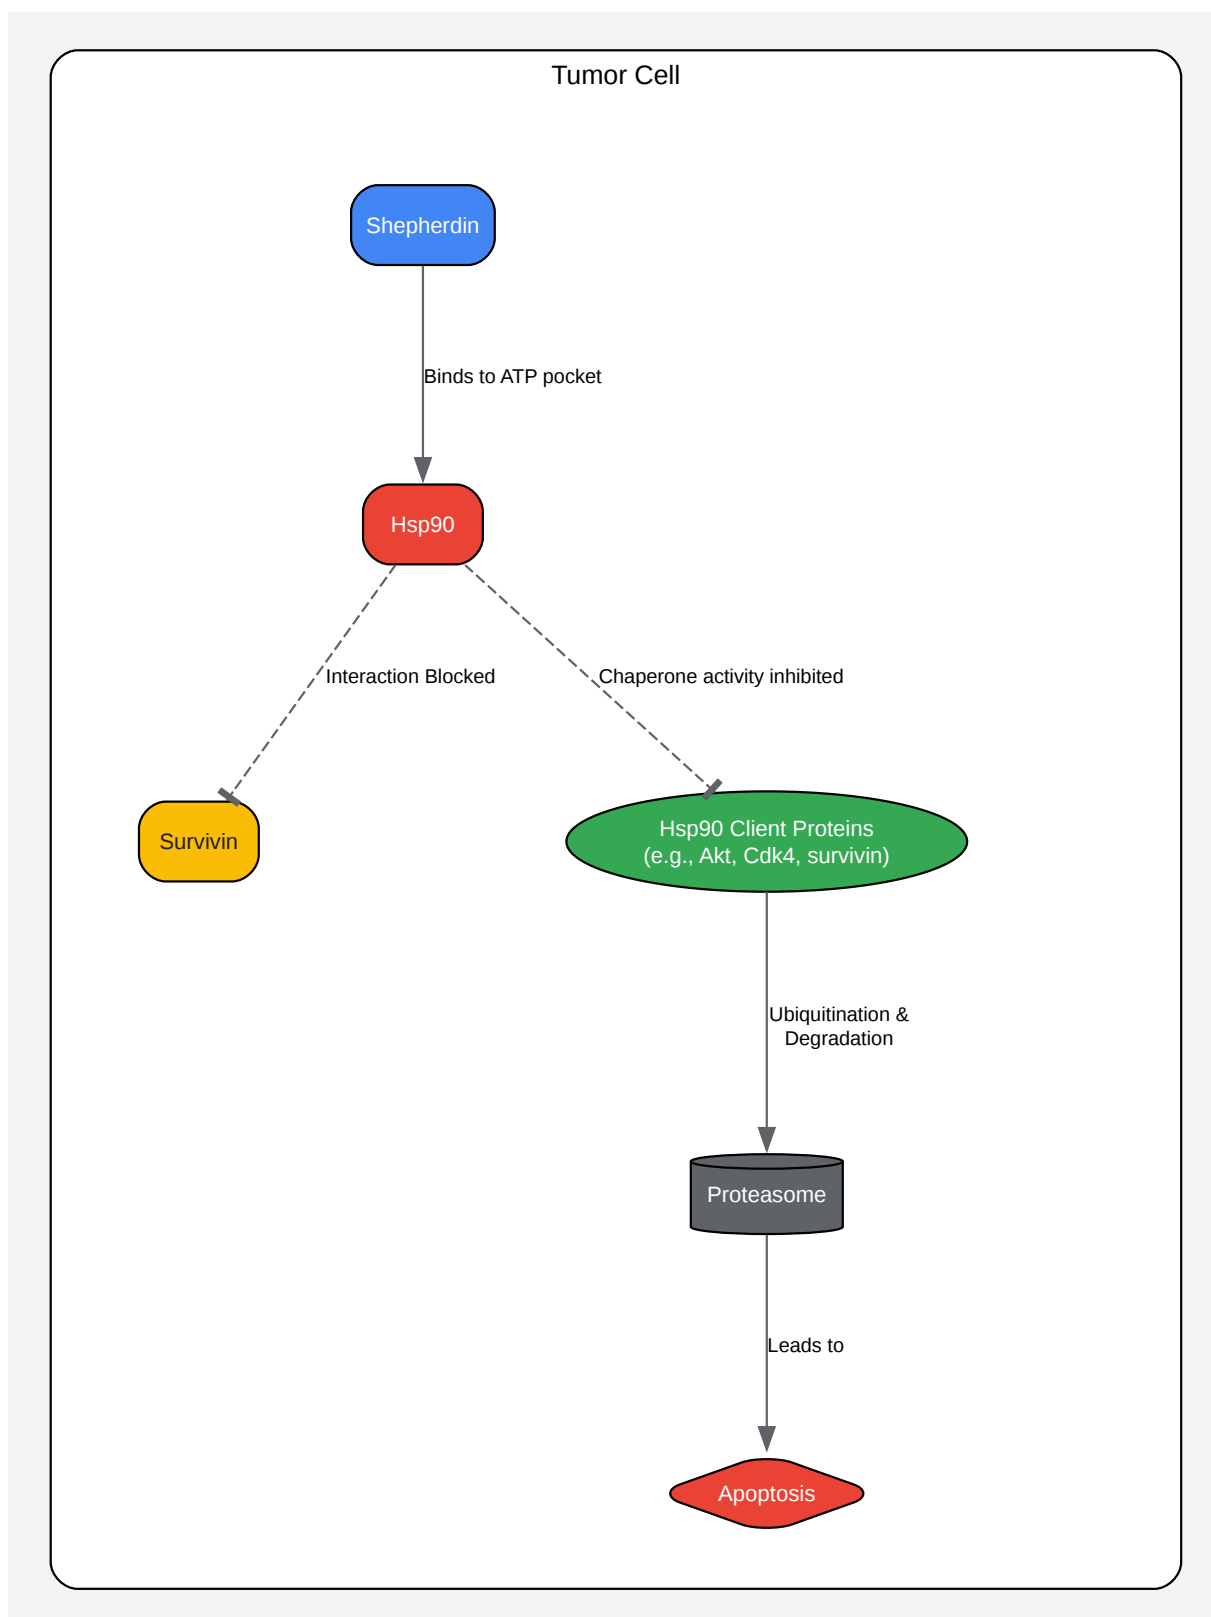 Tumor Cell
Shepherdin
Binds to ATP pocket
Hsp90
Interaction Blocked
Chaperone activity inhibited
Survivin
Hsp90 Client Proteins
(e.g., Akt, Cdk4, survivin)
Ubiquitination &
Degradation
Proteasome
Leads to
Apoptosis